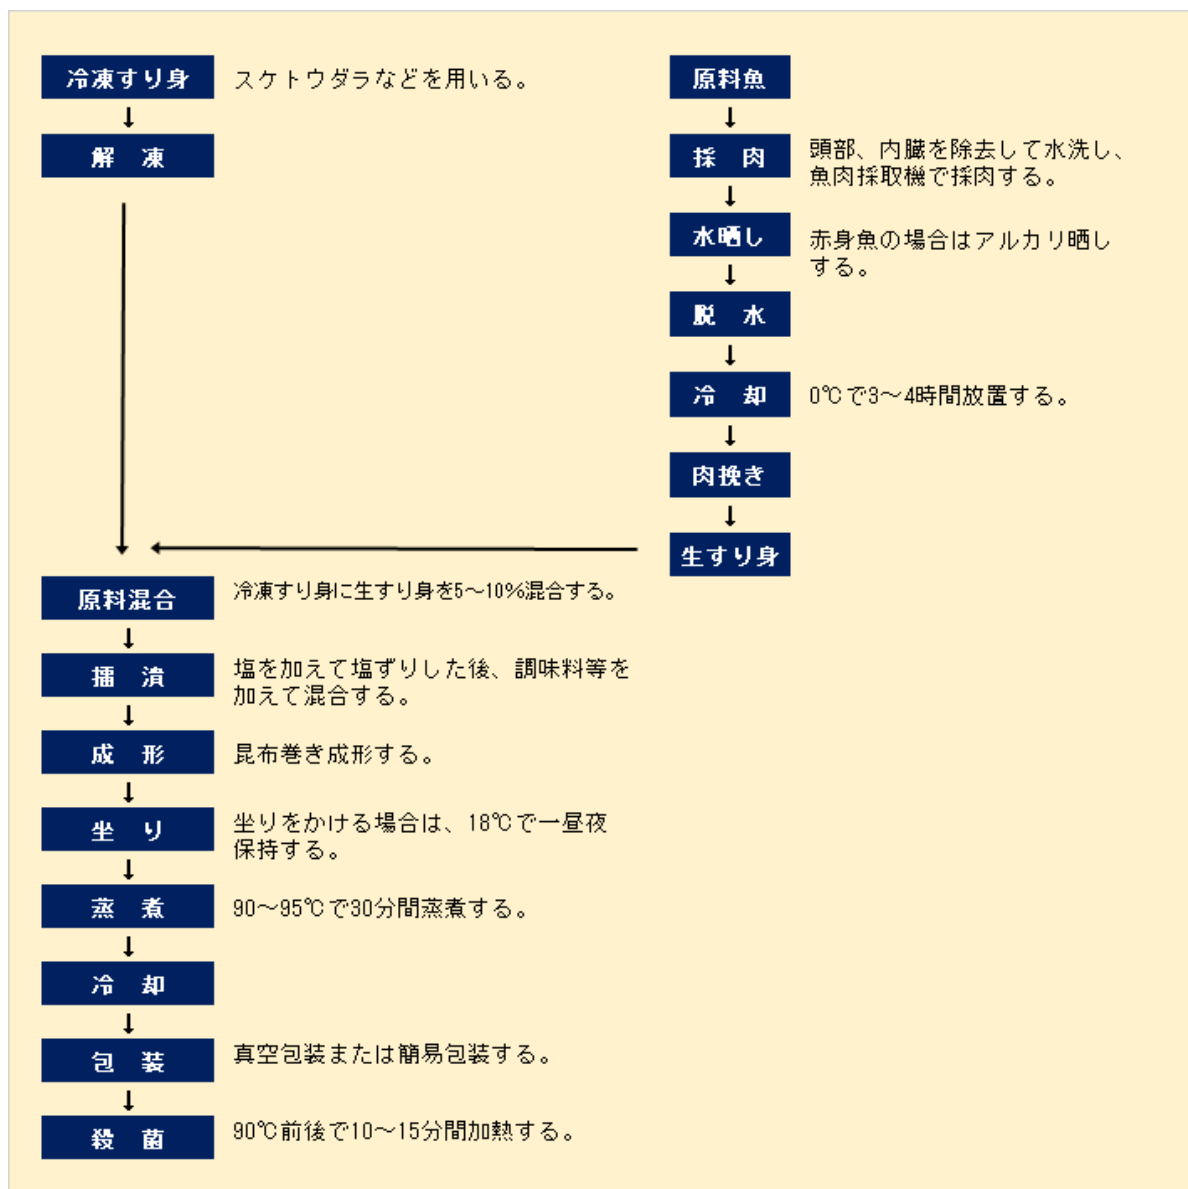 冷凍すり身
スケトウダラなどを用いる。
解 凍
原料魚
採 肉
頭部、内臓を除去して水洗し、
魚肉採取機で採肉する。
水晒し
赤身魚の場合はアルカリ晒し
する。
脱 水
冷 却
0℃で3～4時間放置する。
肉挽き
生すり身
原料混合
冷凍すり身に生すり身を5～10%混合する。
擂 潰
塩を加えて塩ずりした後、調味料等を
加えて混合する。
成 形
昆布巻き成形する。
坐 り
坐りをかける場合は、18℃で一昼夜
保持する。
蒸 煮
90～95℃で30分間蒸煮する。
冷 却
包 装
真空包装または簡易包装する。
殺 菌
90℃前後で10～15分間加熱する。